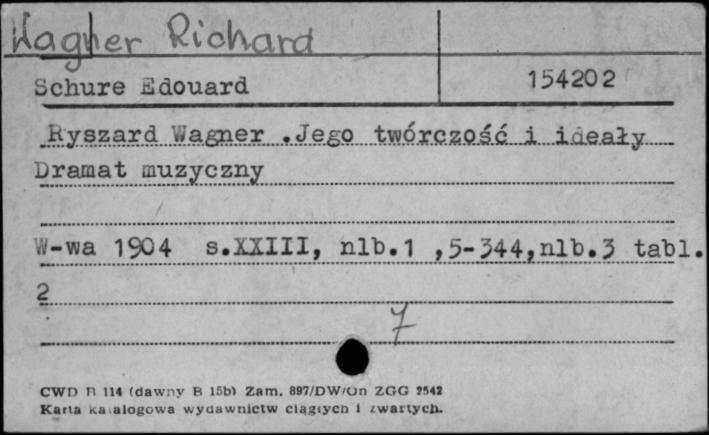 Wagner Richard
Schure Edouard 154202
Ryszard Wagner .Jego twórczość i ideały
Dramat muzyczny
W-wa 1904 s.XXIII, nlb.1 ,5-344,nlb.3 tabl.
2
7
CWD B 114 (dawny B 15b) Zam. 897/DW/Un ZGG 2542
Karta katalogowa wydawnictw ciągłych i zwartych.